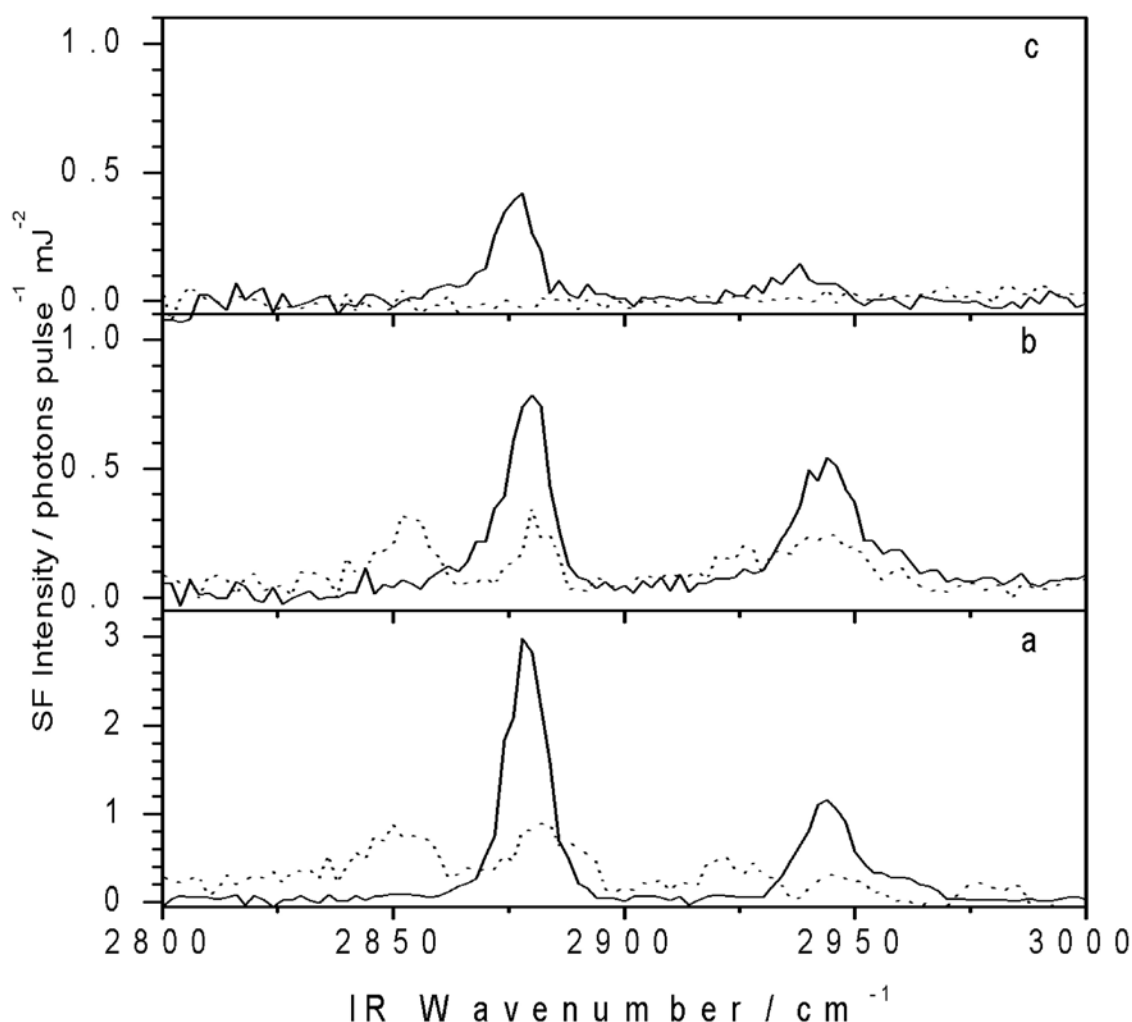 1.0
c
0.5
0.0
1.0
b
0.5
0.0
3
a
2
1
0
SF Intensity / photons pulse⁻¹ mJ⁻²
2800 2850 2900 2950 3000
IR Wavenumber / cm⁻¹